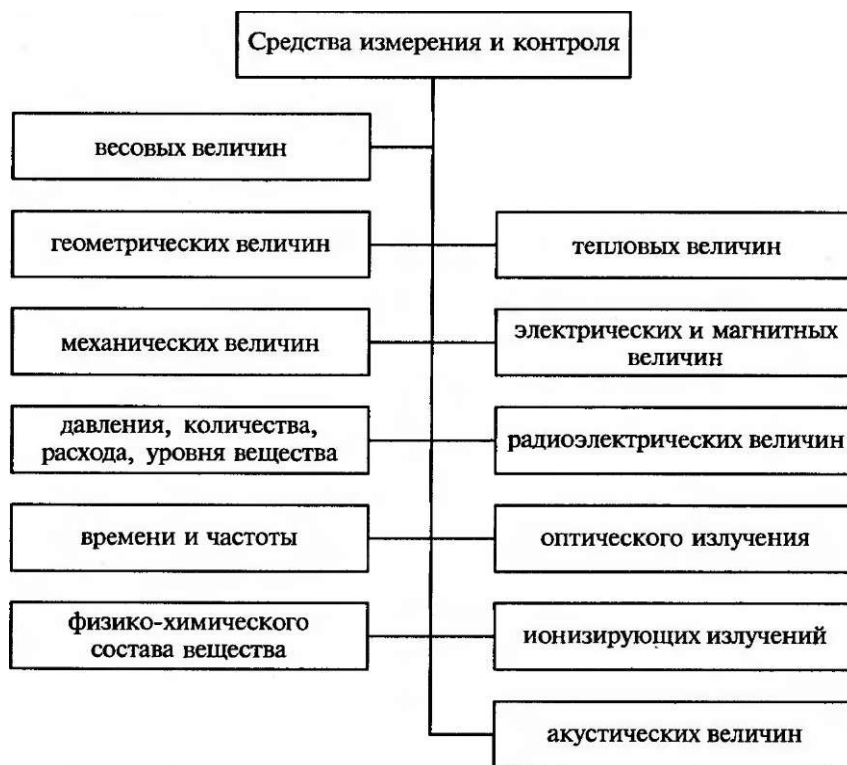 Средства измерения и контроля
весовых величин
геометрических величин
тепловых величин
механических величин
электрических и магнитных
величин
давления, количества,
расхода, уровня вещества
радиоэлектрических величин
времени и частоты
оптического излучения
физико-химического
состава вещества
ионизирующих излучений
акустических величин